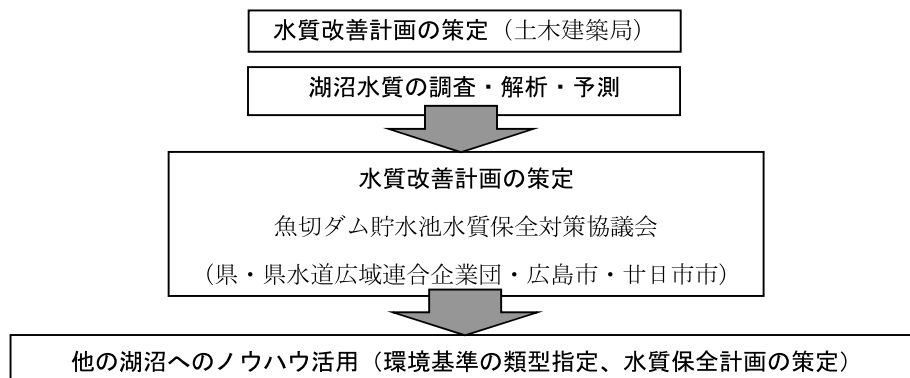 水質改善計画の策定（土木建築局）
湖沼水質の調査・解析・予測
水質改善計画の策定
魚切ダム貯水池水質保全対策協議会
（県・県水道広域連合企業団・広島市・廿日市市）
他の湖沼へのノウハウ活用（環境基準の類型指定、水質保全計画の策定）